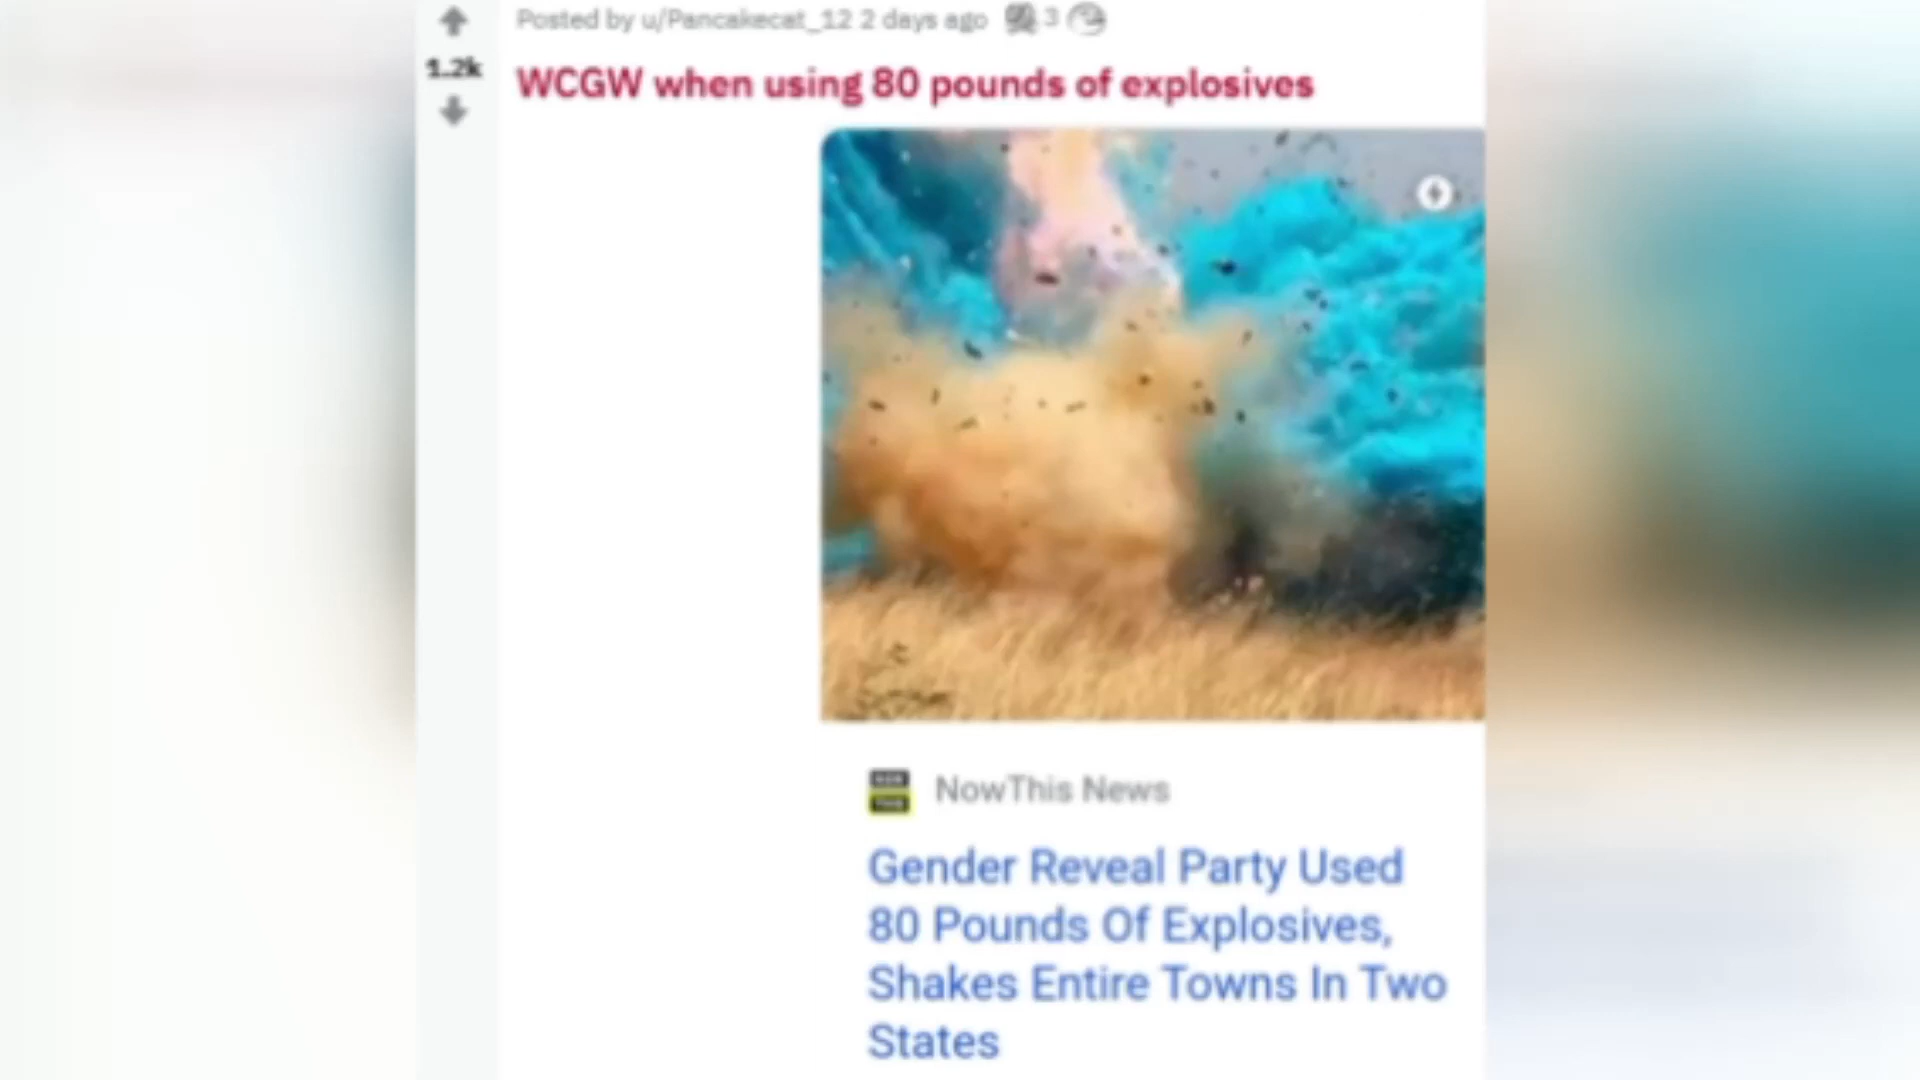 Posted by u/Pancakecat_12 2 days ago 3
1.2k
WCGW when using 80 pounds of explosives
NowThis News
Gender Reveal Party Used
80 Pounds Of Explosives,
Shakes Entire Towns In Two
States